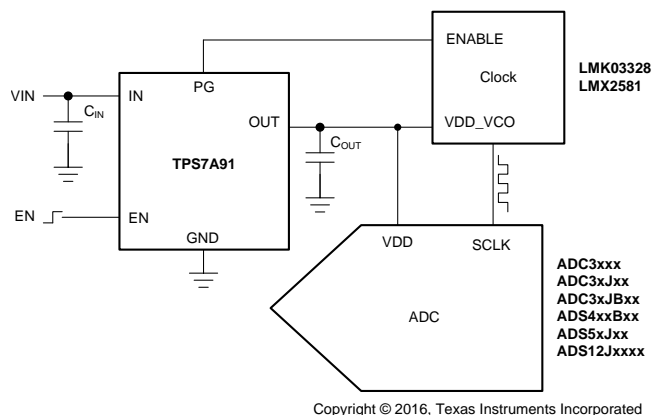 ENABLE
Clock
VDD_VCO
LMK03328
LMX2581
VIN
CIN
IN
PG
OUT
TPS7A91
COUT
EN
EN
GND
VDD
SCLK
ADC
ADC3xxx
ADC3xJxx
ADC3xJBxx
ADS4xxBxx
ADS5xJxx
ADS12Jxxxx
Copyright © 2016, Texas Instruments Incorporated